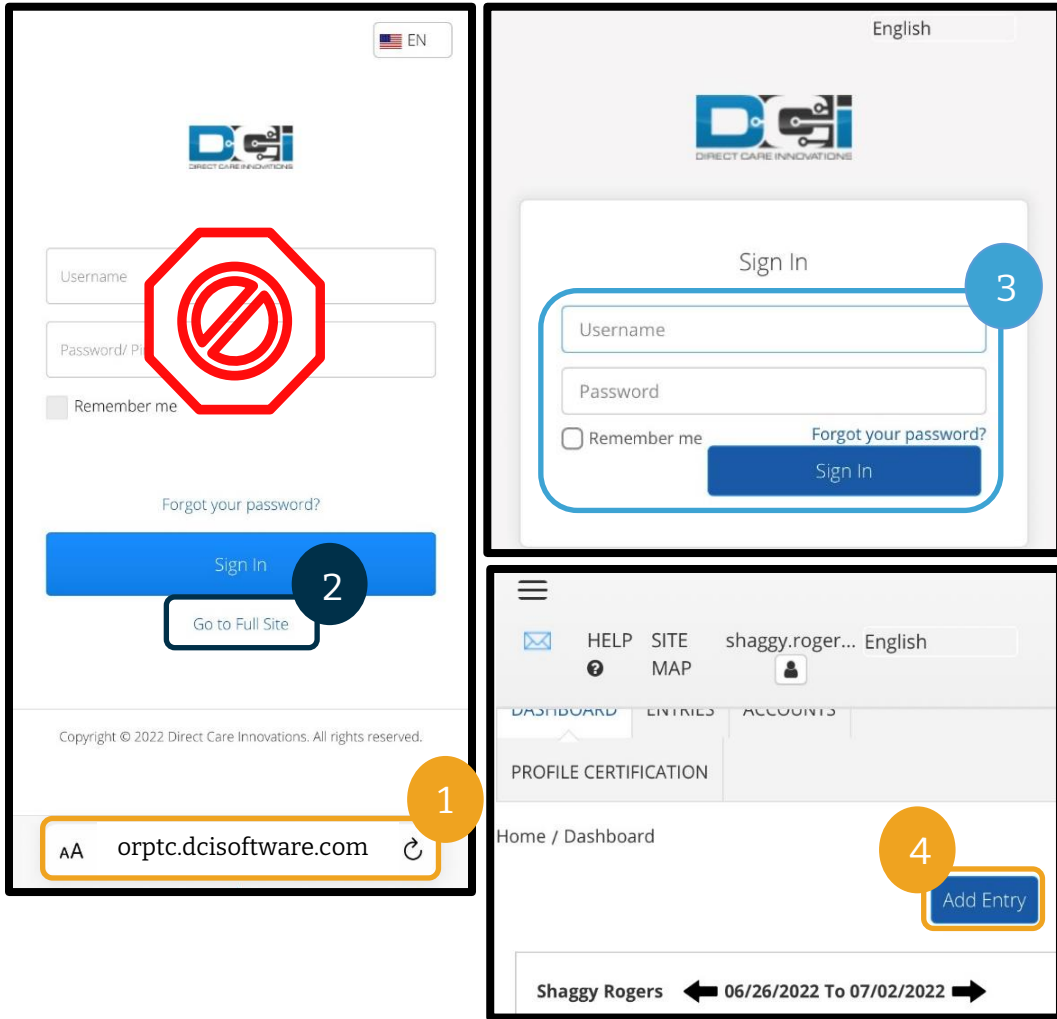 EN
DCi
DIRECT CARE INNOVATIONS
Username
Password/ Pi
Remember me
Forgot your password?
Sign In
2
Go to Full Site
Copyright © 2022 Direct Care Innovations. All rights reserved.
1
AA orptc.dcisoftware.com
English
DCi
DIRECT CARE INNOVATIONS
Sign In
3
Username
Password
Remember me Forgot your password?
Sign In
HELP SITE shaggy.roger... English
MAP
DASHBOARD ENTRIES ACCOUNTS
PROFILE CERTIFICATION
Home / Dashboard
4
Add Entry
Shaggy Rogers 06/26/2022 To 07/02/2022